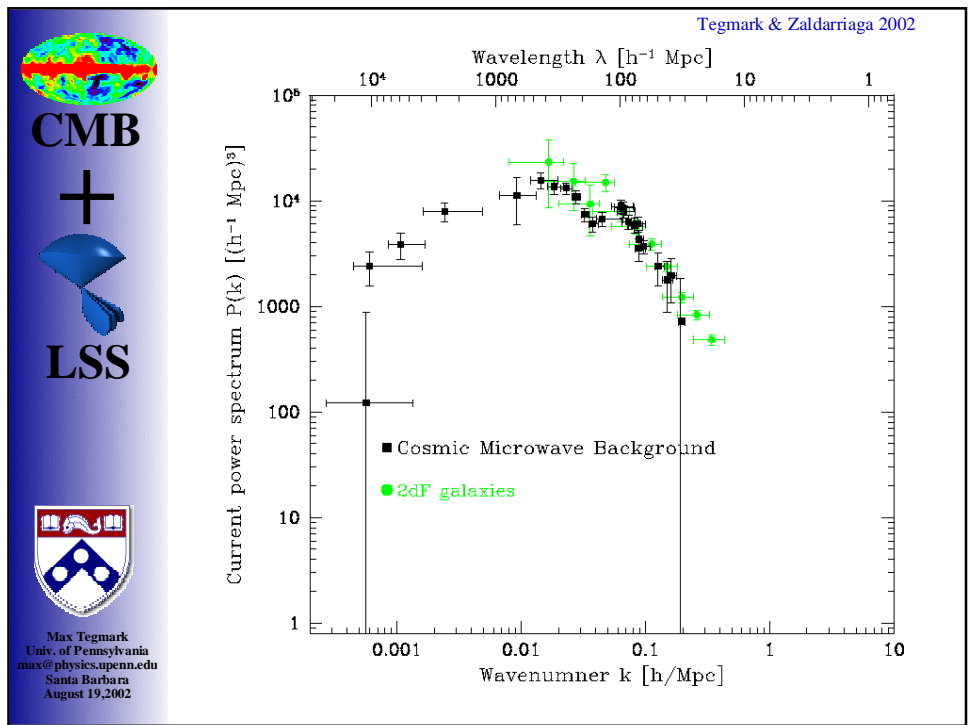 Tegmark & Zaldarriaga 2002
CMB
+
LSS
Max Tegmark
Univ. of Pennsylvania
max@physics.upenn.edu
Santa Barbara
August 19,2002
Wavelength λ [h⁻¹ Mpc]
10⁴ 1000 100 10 1
Current power spectrum P(k) [(h⁻¹ Mpc)³]
10⁵
10⁴
1000
100
10
1
Cosmic Microwave Background
2dF galaxies
0.001 0.01 0.1 1 10
Wavenumner k [h/Mpc]